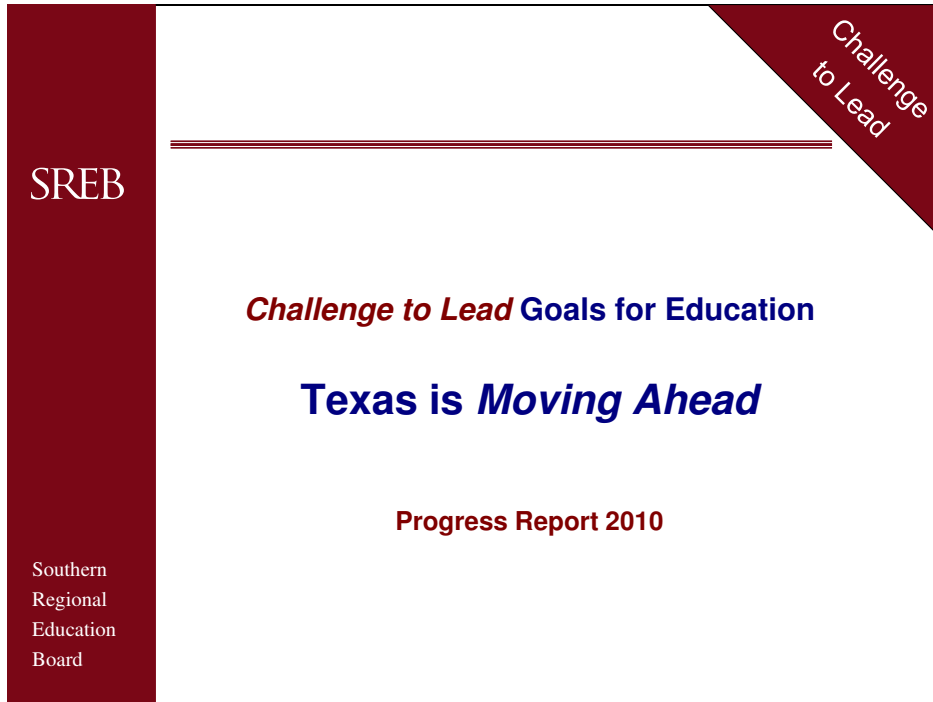 Challenge
to Lead
SREB
Challenge to Lead Goals for Education
Texas is Moving Ahead
Progress Report 2010
Southern
Regional
Education
Board